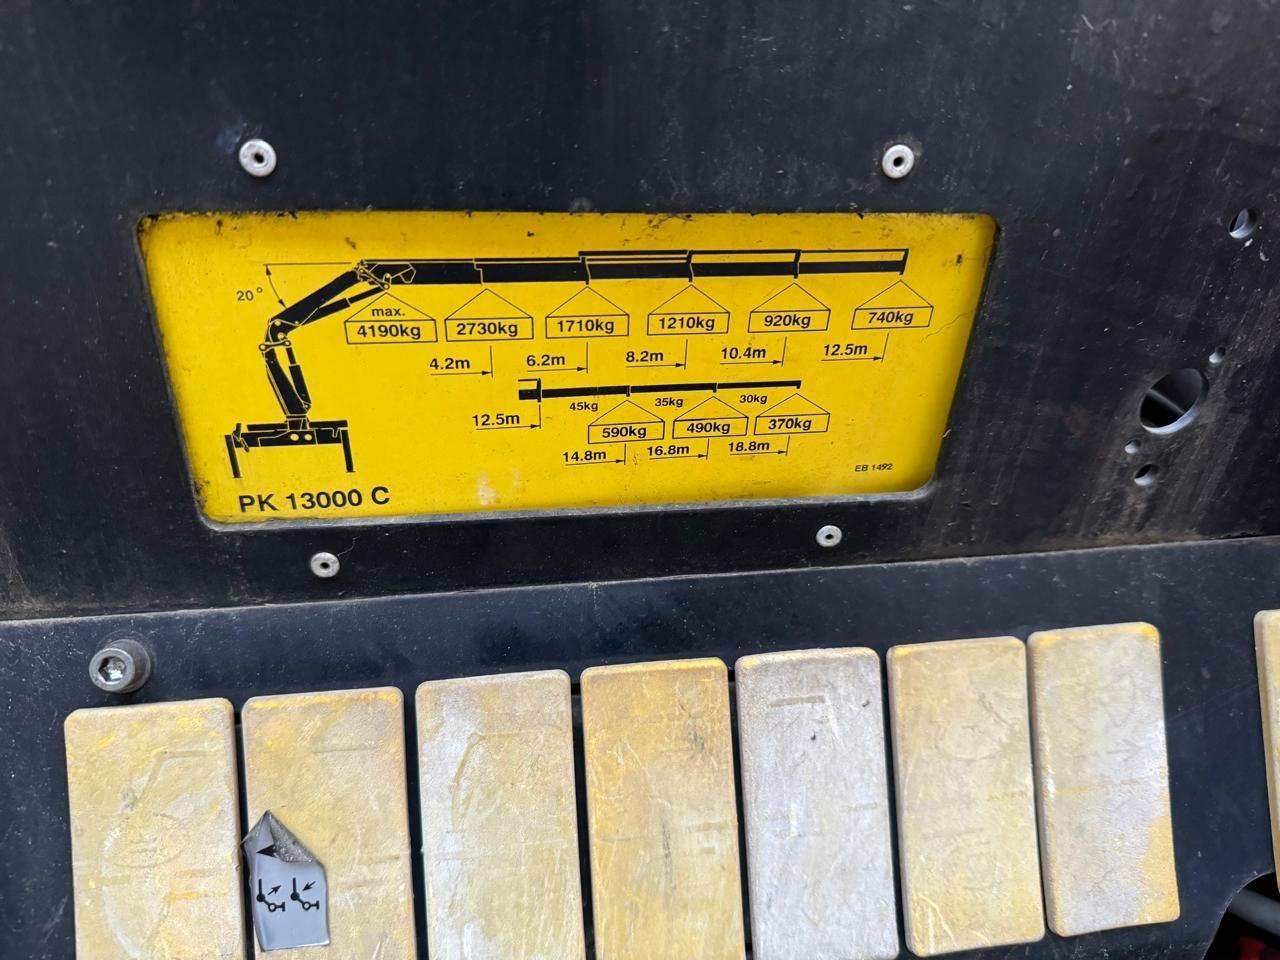 20°
max.
4190kg 2730kg 1710kg 1210kg 920kg 740kg
4.2m 6.2m 8.2m 10.4m 12.5m
45kg 35kg 30kg
12.5m
590kg 490kg 370kg
14.8m 16.8m 18.8m
EB 1492
PK 13000 C